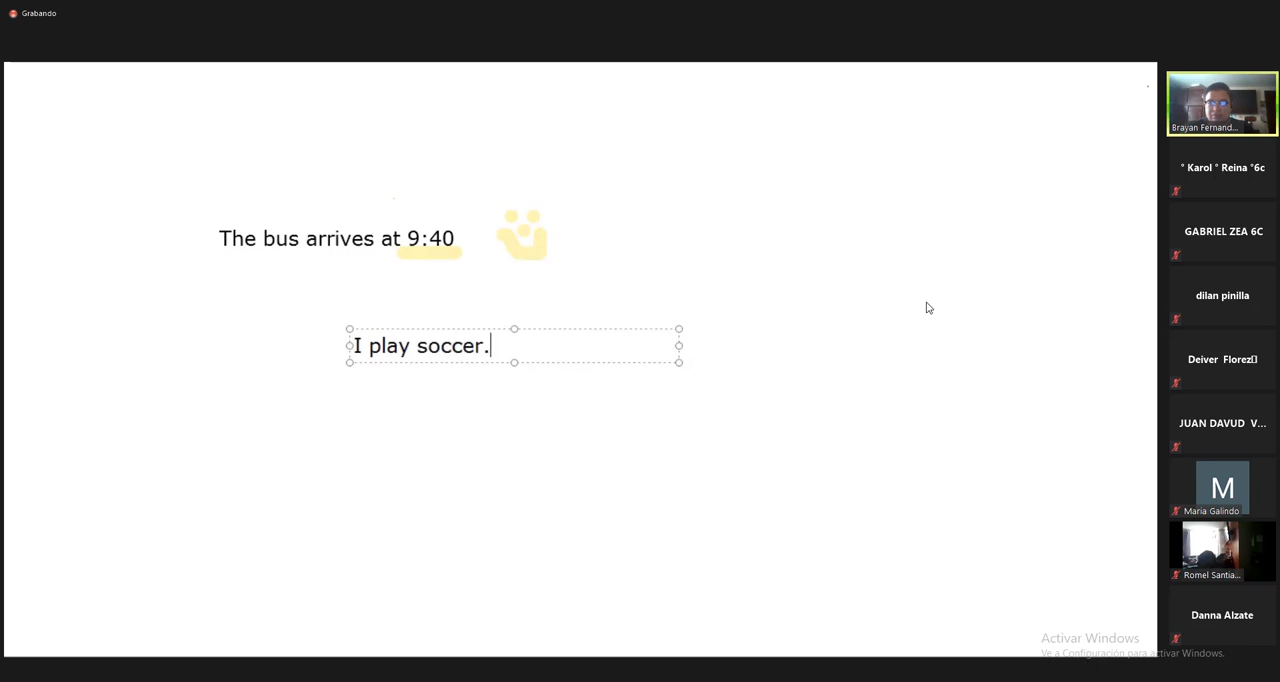 Grabando
The bus arrives at 9:40
I play soccer.
Brayan Fernand...
° Karol ° Reina °6c
GABRIEL ZEA 6C
dilan pinilla
Deiver Florez
JUAN DAVUD V...
M
Maria Galindo
Romel Santia...
Danna Alzate
Activar Windows
Ve a Configuración para activar Windows.